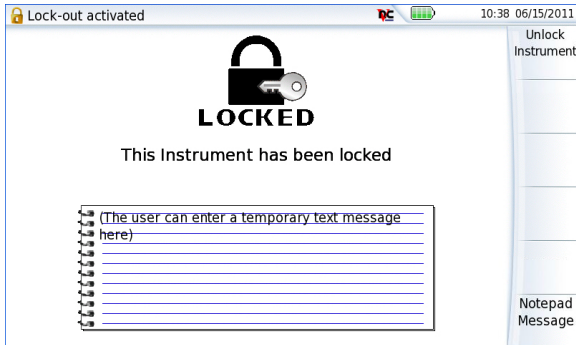 Lock-out activated
10:38 06/15/2011
Unlock
Instrument
LOCKED
This Instrument has been locked
(The user can enter a temporary text message
here)
Notepad
Message